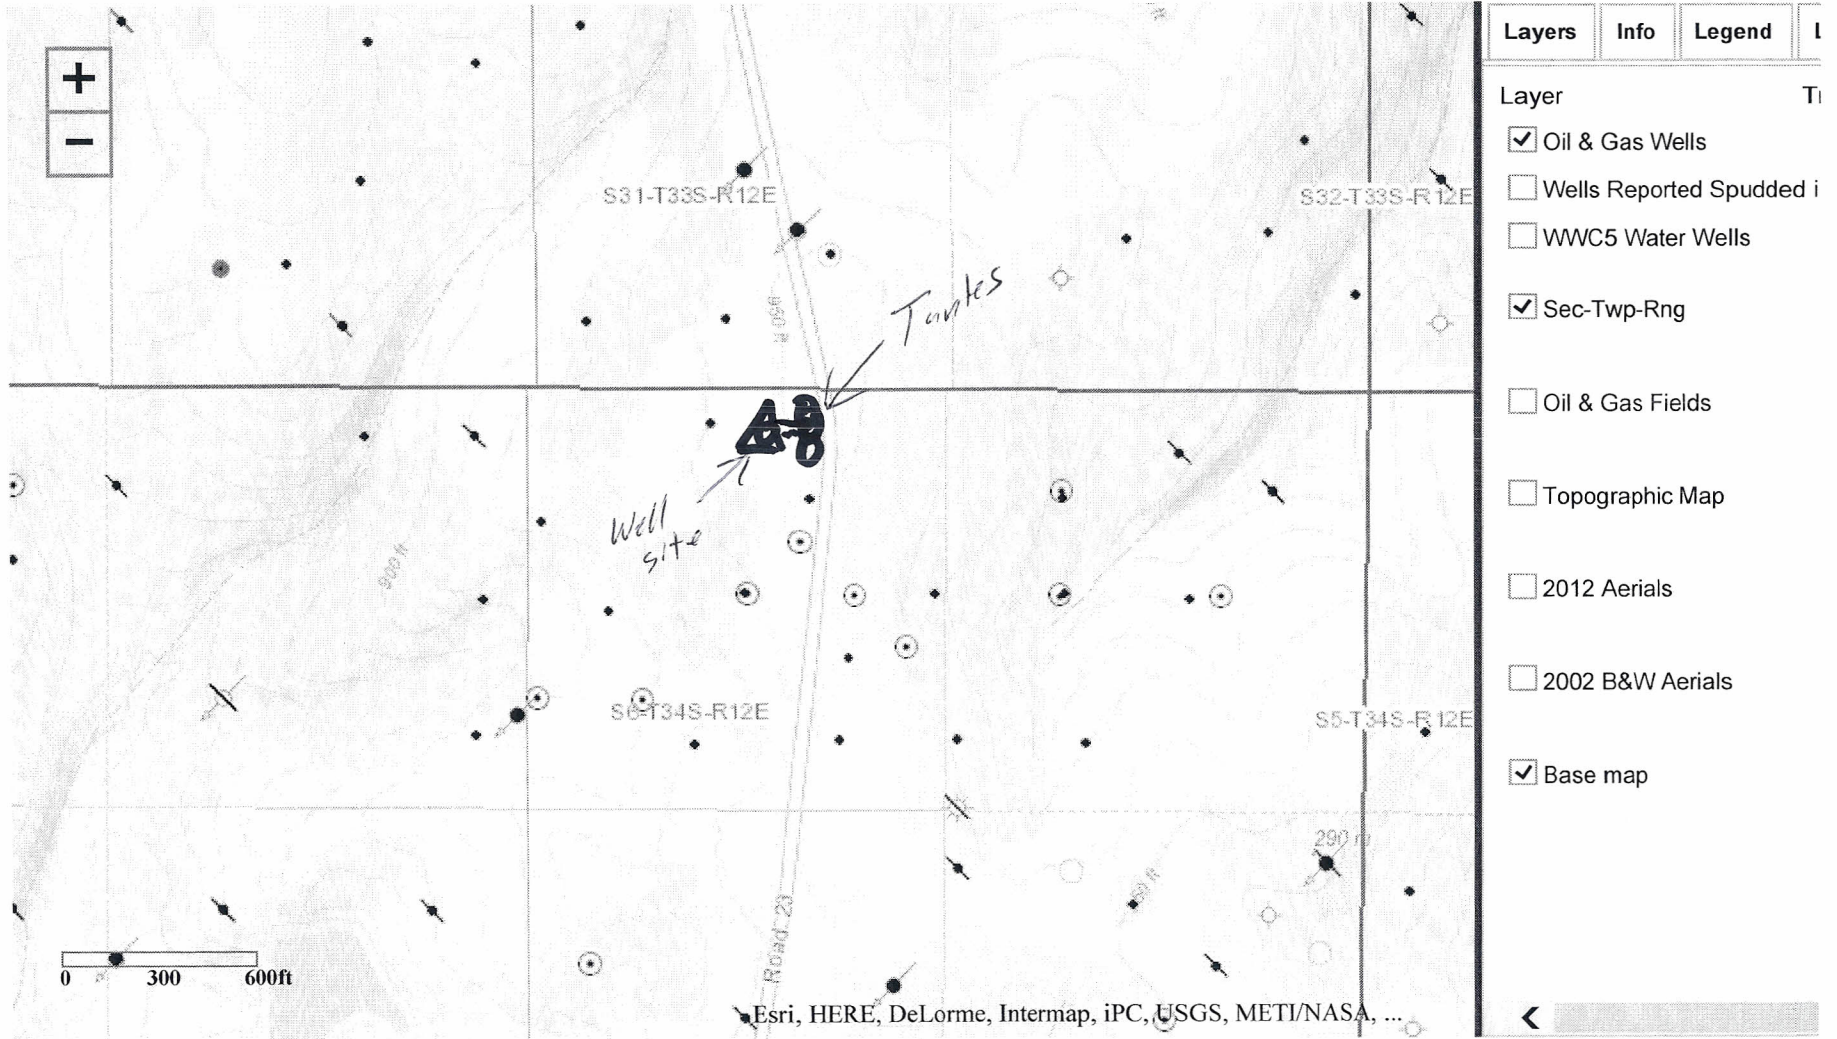 +
−
S31-T33S-R12E
S32-T33S-R12E
950 ft
Tanks
Well
site
900 ft
S6-T34S-R12E
S5-T34S-R12E
290 m
Road 23
0 300 600ft
Esri, HERE, DeLorme, Intermap, iPC, USGS, METI/NASA, ...
Layers Info Legend L
Layer
Oil & Gas Wells
Wells Reported Spudded i
WWC5 Water Wells
Sec-Twp-Rng
Oil & Gas Fields
Topographic Map
2012 Aerials
2002 B&W Aerials
Base map